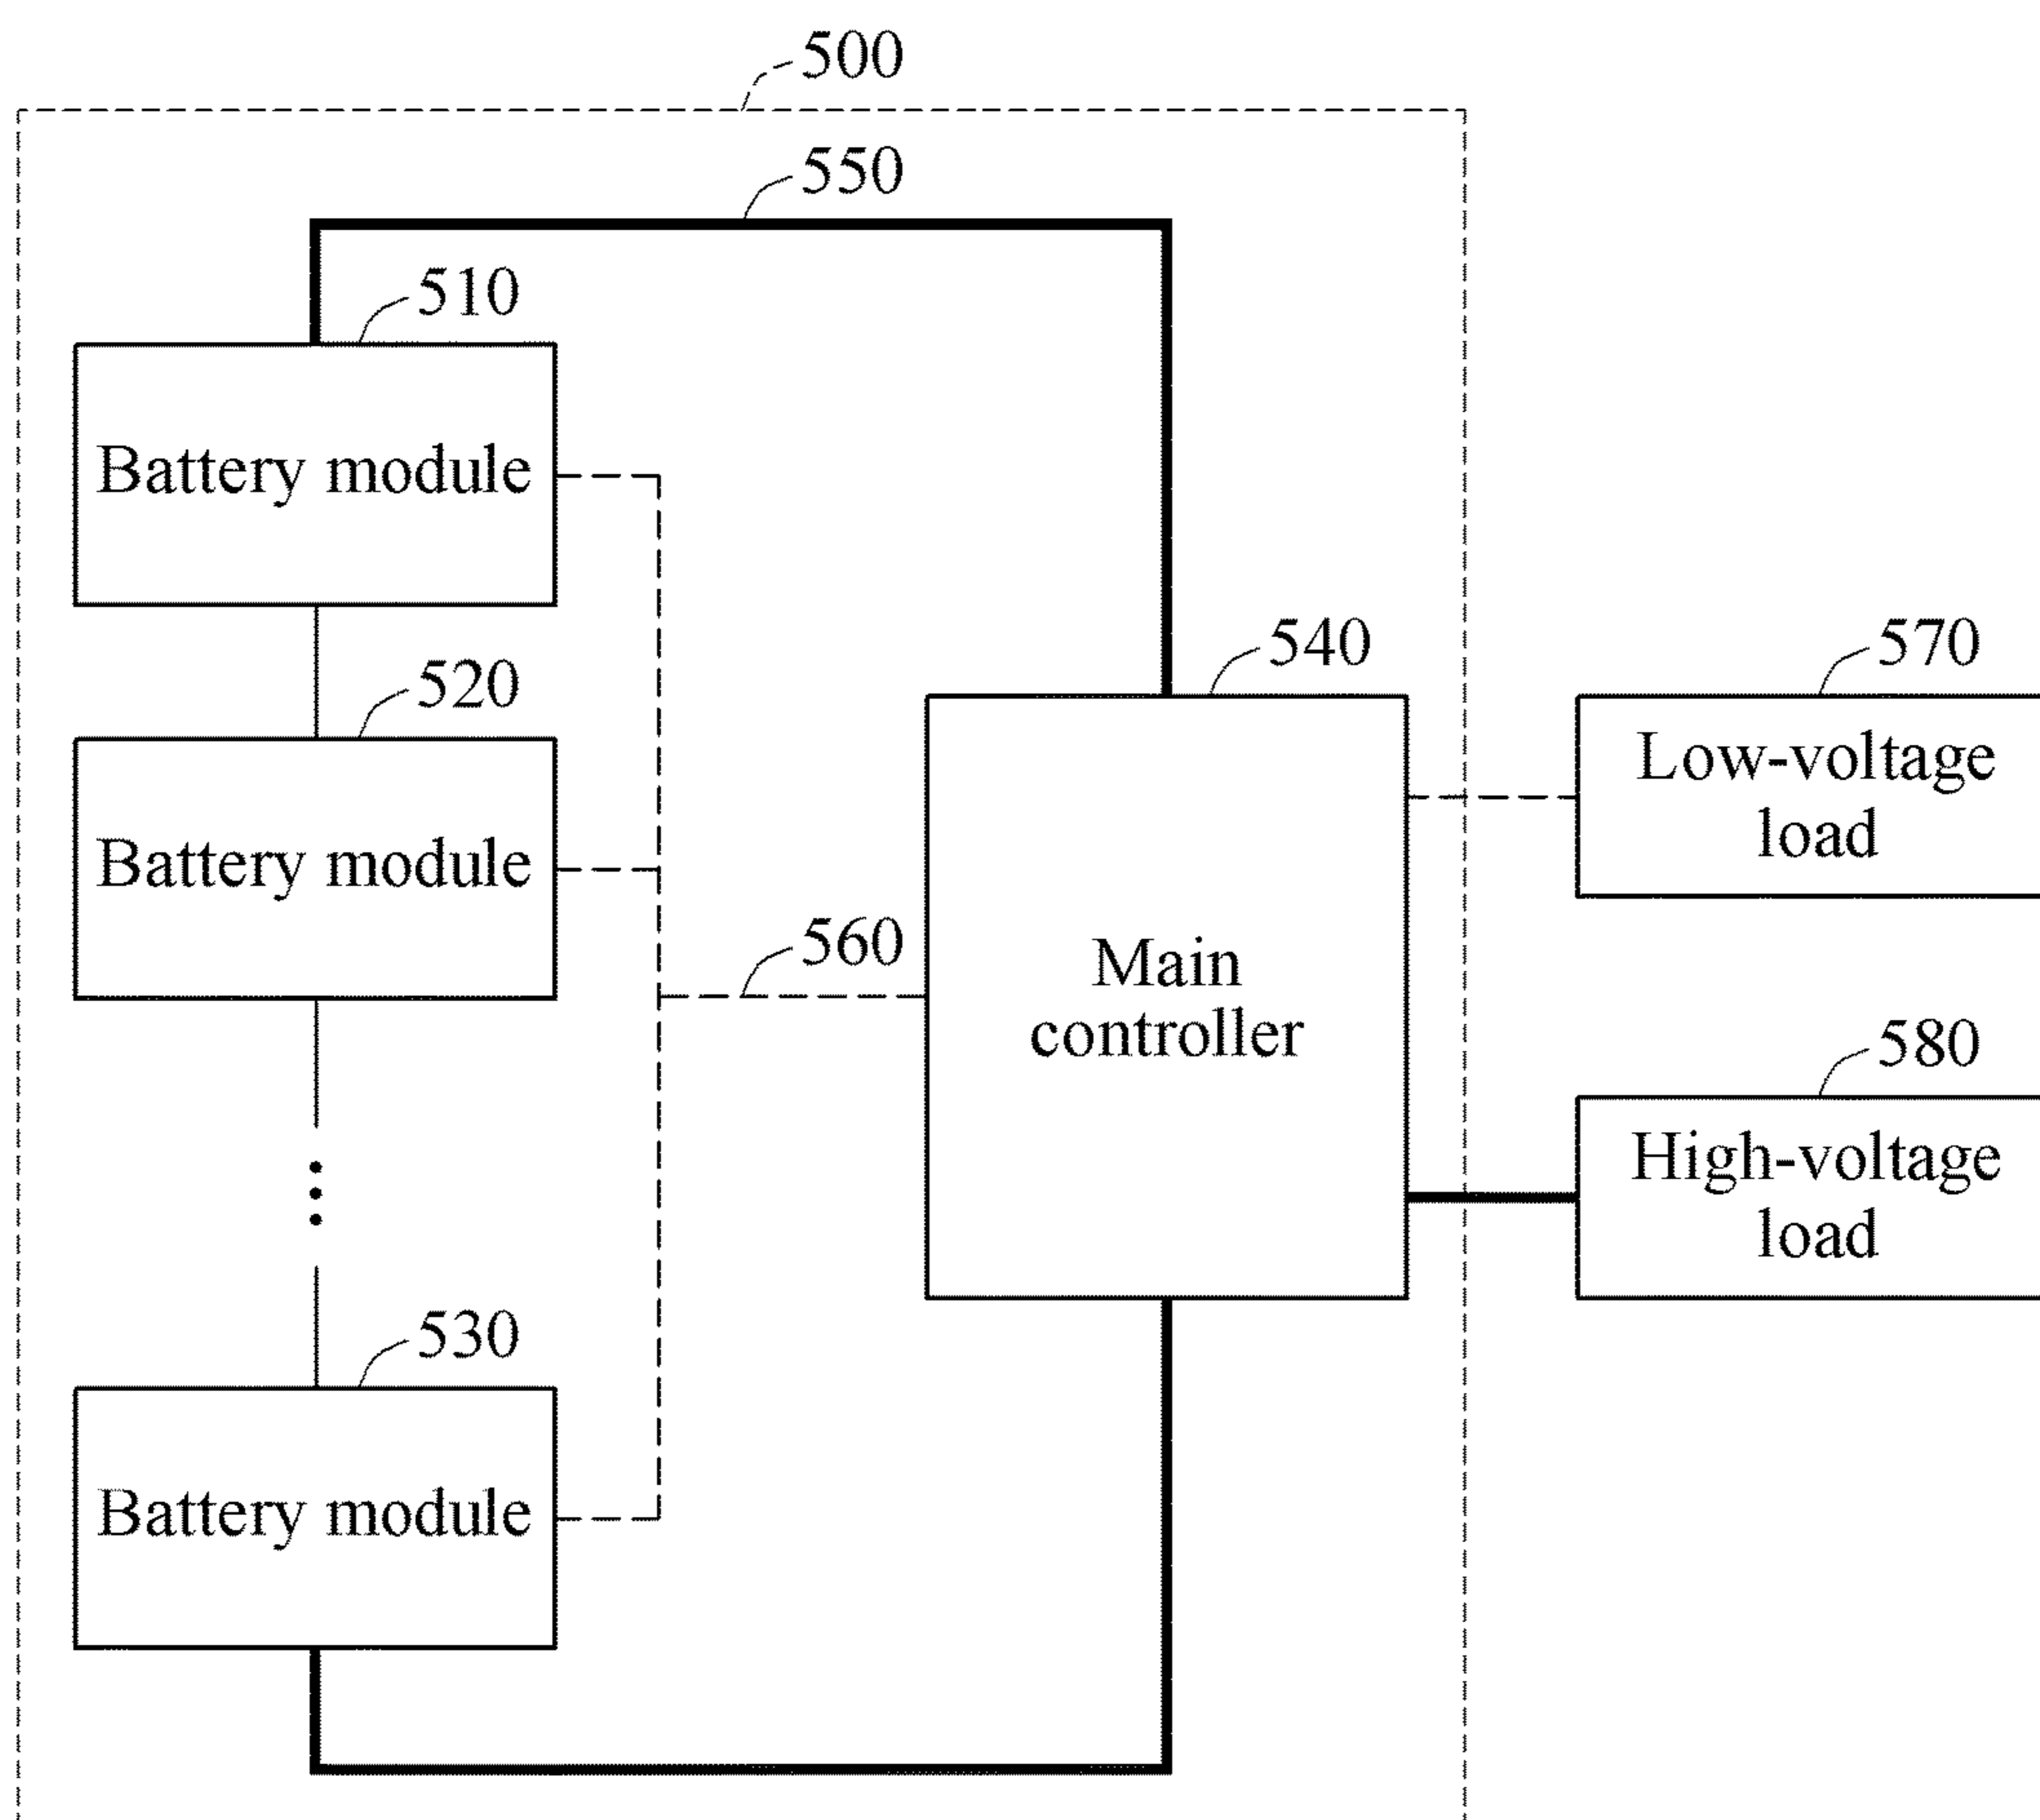 500
550
510
Battery module
540
570
Low-voltage
load
520
Battery module
560
Main
controller
580
High-voltage
load
530
Battery module